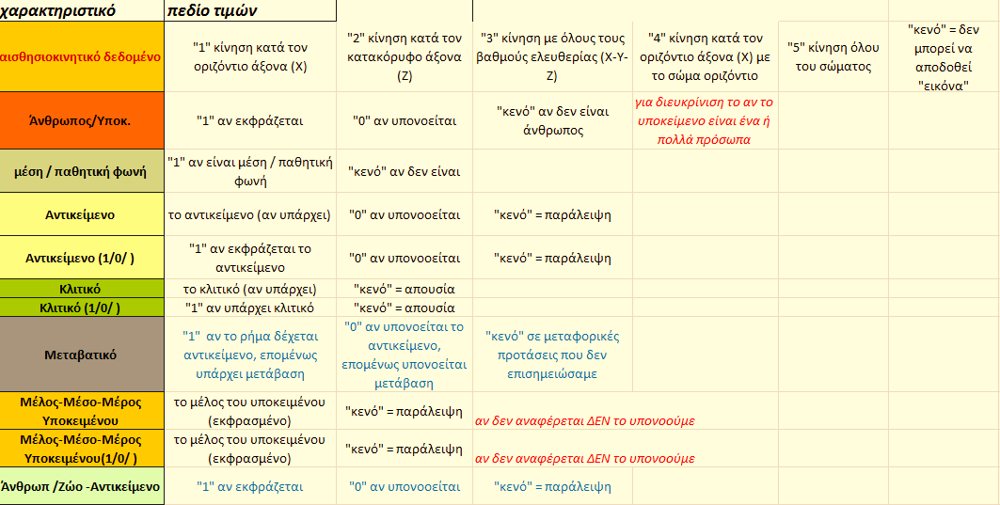 χαρακτηριστικό
πεδίο τιμών
αισθησιοκινητικό δεδομένο
"1" κίνηση κατά τον
οριζόντιο άξονα (Χ)
"2" κίνηση κατά τον
κατακόρυφο άξονα
(Ζ)
"3" κίνηση με όλους τους
βαθμούς ελευθερίας (Χ-Υ-
Ζ)
"4" κίνηση κατά τον
οριζόντιο άξονα (Χ) με
το σώμα οριζόντιο
"5" κίνηση όλου
του σώματος
"κενό" = δεν
μπορεί να
αποδοθεί
"εικόνα"
Άνθρωπος/Υποκ.
"1" αν εκφράζεται
"0" αν υπονοείται
"κενό" αν δεν είναι
άνθρωπος
για διευκρίνιση το αν το
υποκείμενο είναι ένα ή
πολλά πρόσωπα
μέση / παθητική φωνή
"1" αν είναι μέση / παθητική
φωνή
"κενό" αν δεν είναι
Αντικείμενο
το αντικείμενο (αν υπάρχει)
"0" αν υπονοοείται
"κενό" = παράλειψη
Αντικείμενο (1/0/ )
"1" αν εκφράζεται το
αντικείμενο
"0" αν υπονοοείται
"κενό" = παράλειψη
Κλιτικό
το κλιτικό (αν υπάρχει)
"κενό" = απουσία
Κλιτικό (1/0/ )
"1" αν υπάρχει κλιτικό
"κενό" = απουσία
Μεταβατικό
"1" αν το ρήμα δέχεται
αντικείμενο, επομένως
υπάρχει μετάβαση
"0" αν υπονοείται το
αντικείμενο,
επομένως υπονοείται
μετάβαση
"κενό" σε μεταφορικές
προτάσεις που δεν
επισημειώσαμε
Μέλος-Μέσο-Μέρος
Υποκειμένου
το μέλος του υποκειμένου
(εκφρασμένο)
"κενό" = παράλειψη
αν δεν αναφέρεται ΔΕΝ το υπονοούμε
Μέλος-Μέσο-Μέρος
Υποκειμένου(1/0/ )
το μέλος του υποκειμένου
(εκφρασμένο)
"κενό" = παράλειψη
αν δεν αναφέρεται ΔΕΝ το υπονοούμε
Άνθρωπ /Ζώο -Αντικείμενο
"1" αν εκφράζεται
"0" αν υπονοοείται
"κενό" = παράλειψη